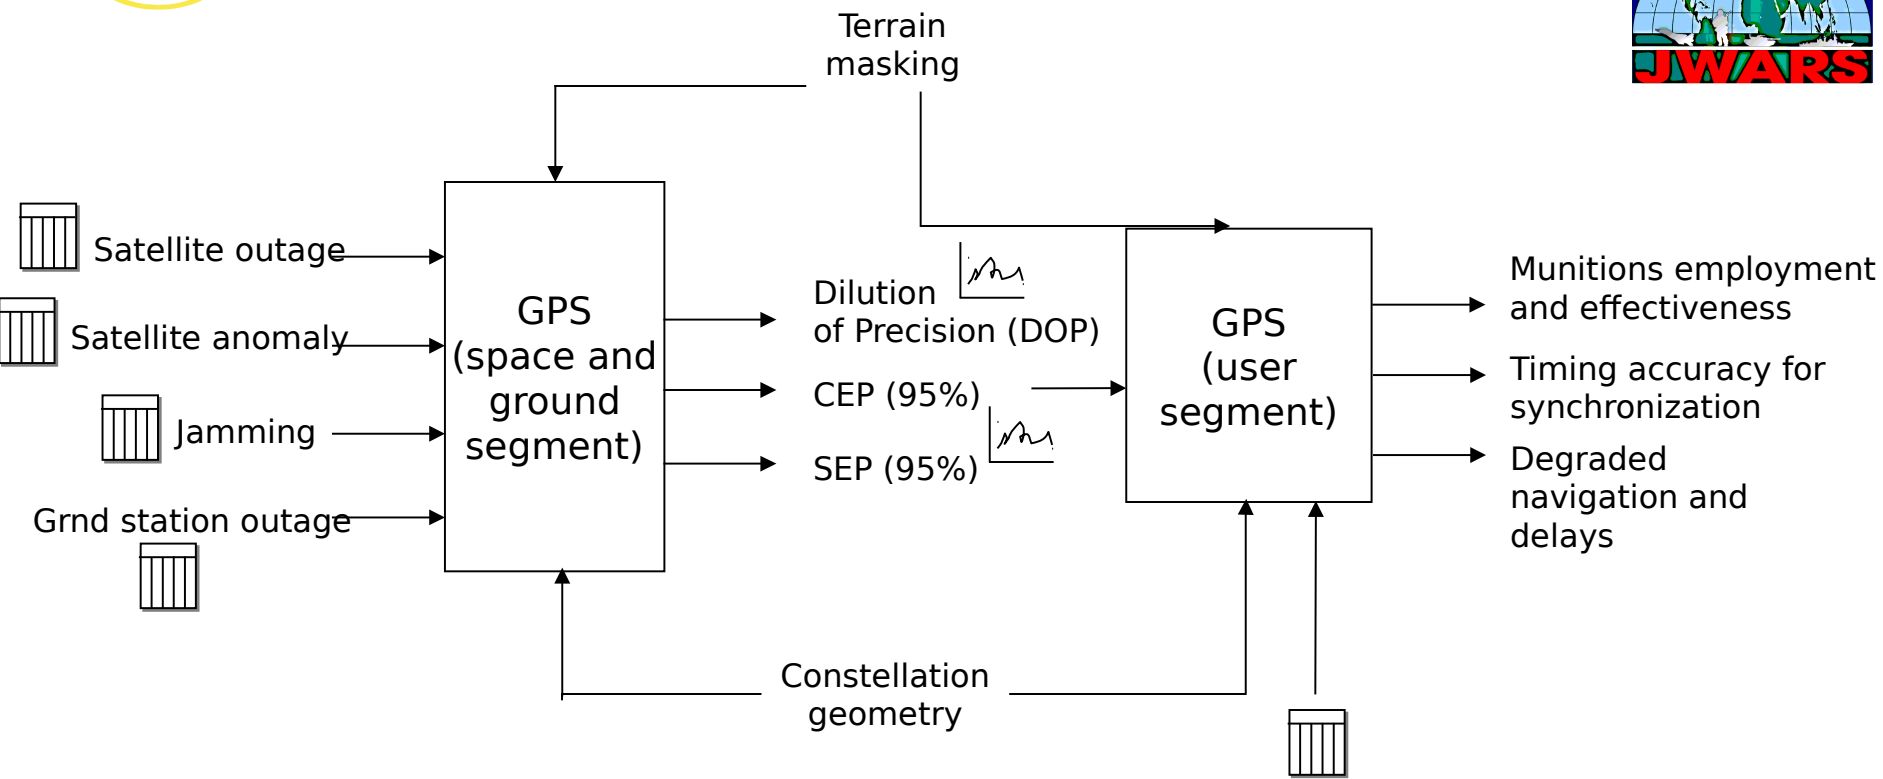 Terrain
masking
JWARS
Satellite outage
Satellite anomaly
Jamming
Grnd station outage
GPS
(space and
ground
segment)
Dilution
of Precision (DOP)
CEP (95%)
SEP (95%)
GPS
(user
segment)
Munitions employment
and effectiveness
Timing accuracy for
synchronization
Degraded
navigation and
delays
Constellation
geometry